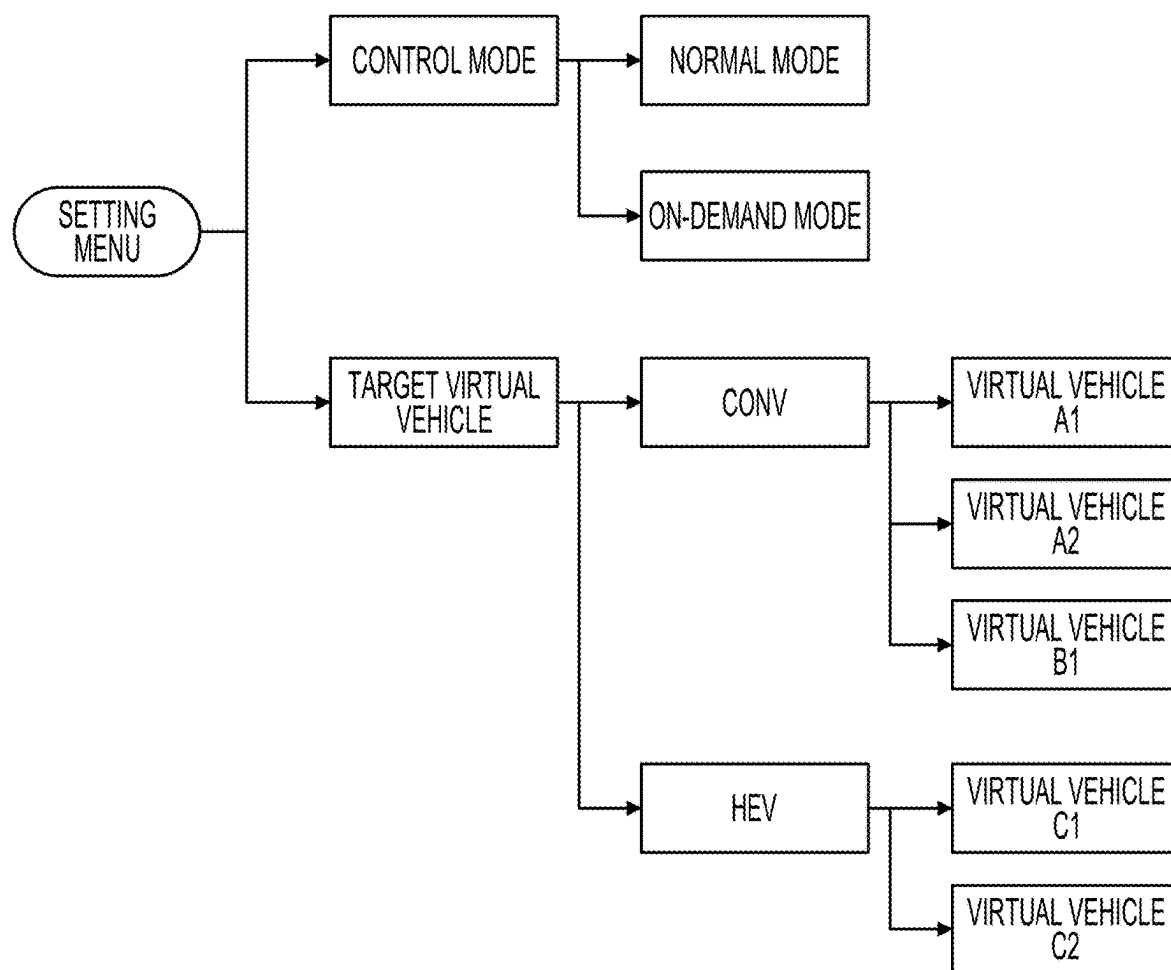 CONTROL MODE
NORMAL MODE
ON-DEMAND MODE
SETTING
MENU
TARGET VIRTUAL
VEHICLE
CONV
VIRTUAL VEHICLE
A1
VIRTUAL VEHICLE
A2
VIRTUAL VEHICLE
B1
HEV
VIRTUAL VEHICLE
C1
VIRTUAL VEHICLE
C2